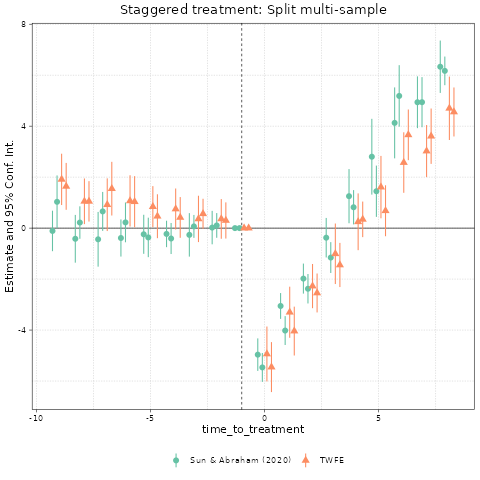 Staggered treatment: Split multi-sample
Estimate and 95% Conf. Int.
8
4
0
-4
-10
-5
0
5
time_to_treatment
Sun & Abraham (2020)
TWFE